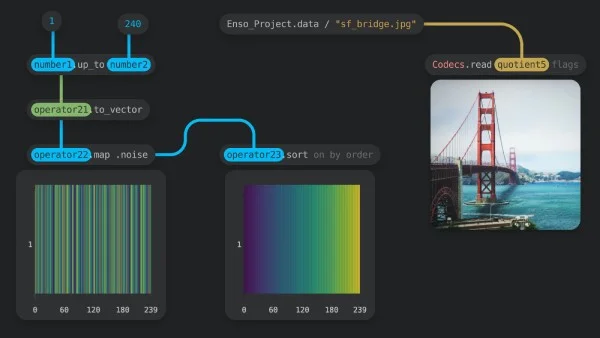 1
240
number1.up_to number2
operator21.to_vector
operator22.map .noise
1
0 60 120 180 239
operator23.sort on by order
1
0 60 120 180 239
Enso_Project.data / "sf_bridge.jpg"
Codecs.read quotient5 flags